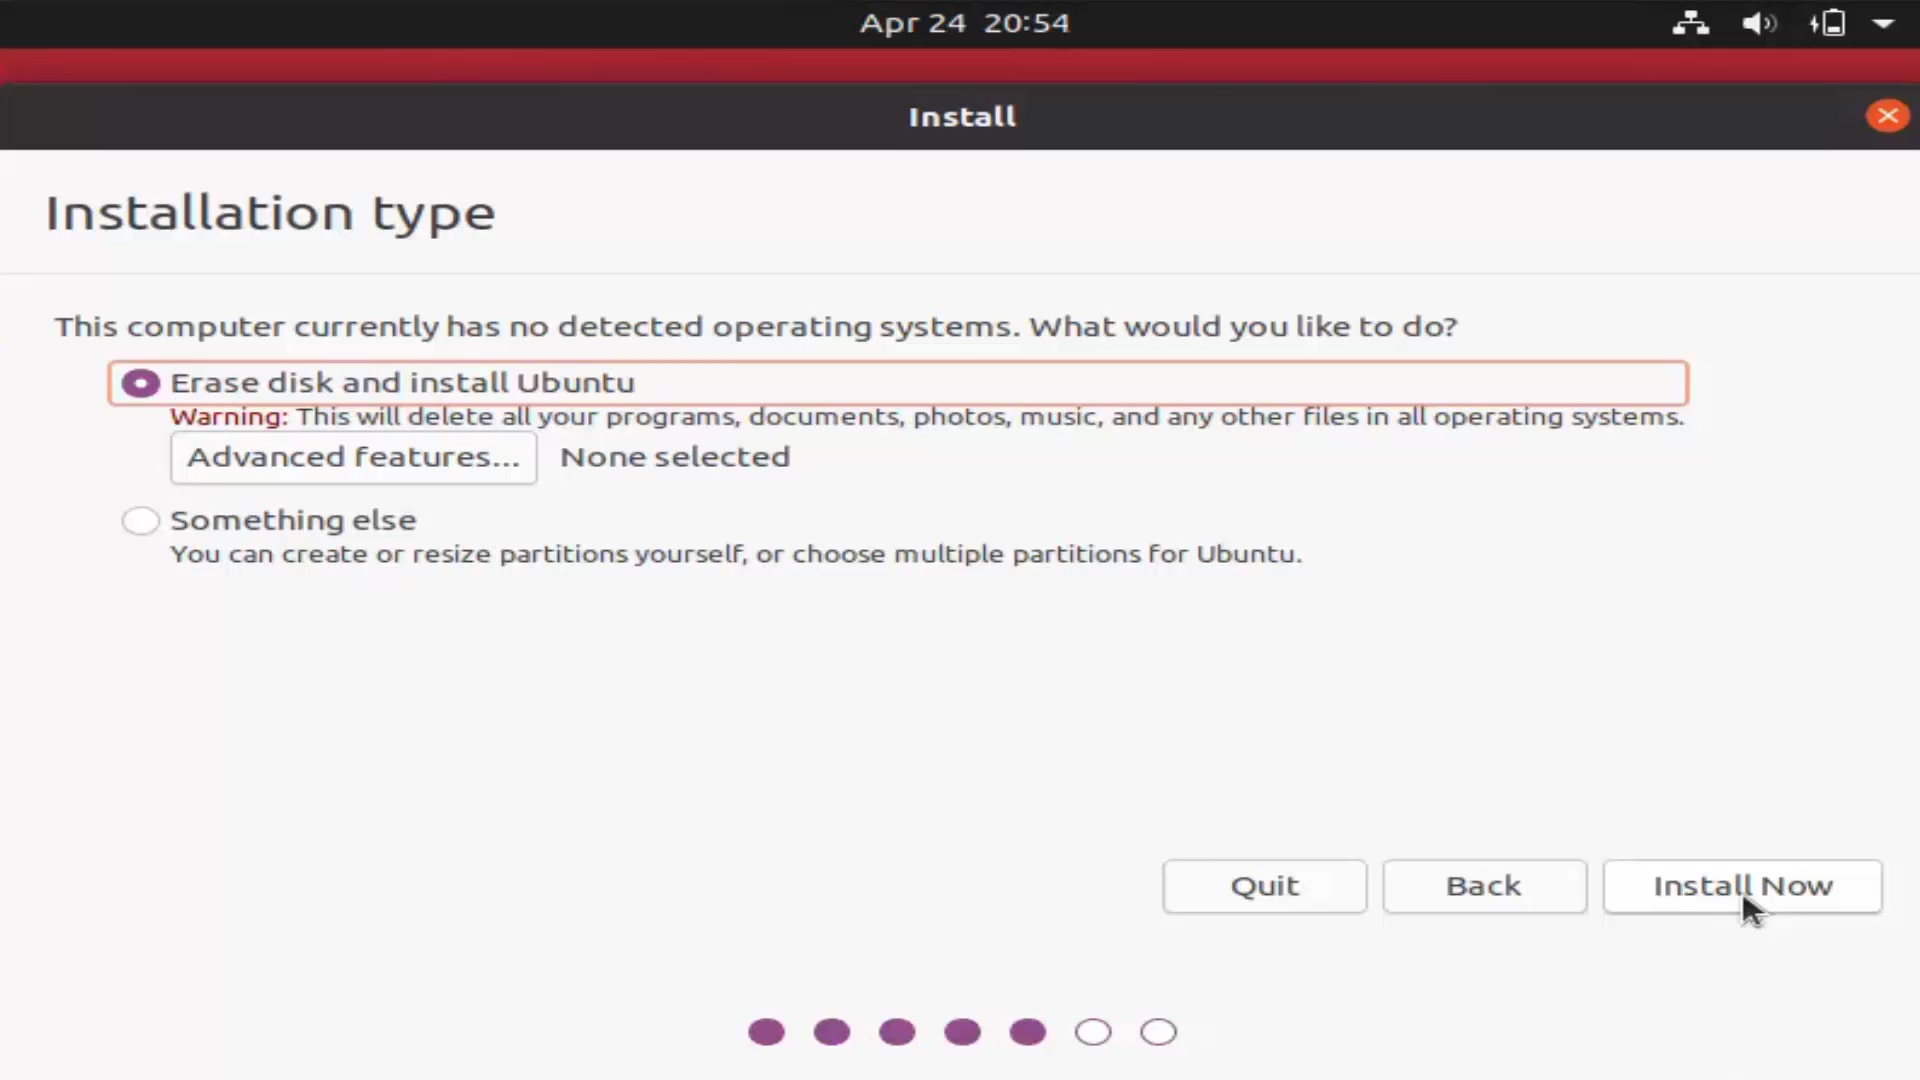 Apr 24 20:54
Install
Installation type
This computer currently has no detected operating systems. What would you like to do?
Erase disk and install Ubuntu
Warning: This will delete all your programs, documents, photos, music, and any other files in all operating systems.
Advanced features... None selected
Something else
You can create or resize partitions yourself, or choose multiple partitions for Ubuntu.
Quit Back Install Now